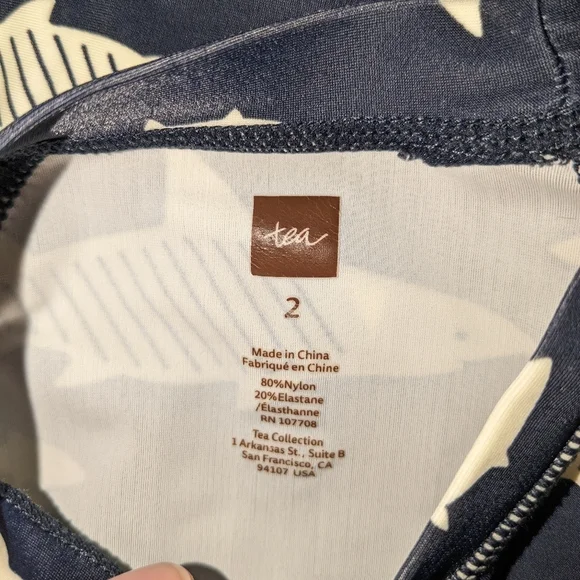 tea
2
Made in China
Fabriqué en Chine
80%Nylon
20%Elastane
/Élasthanne
RN 107708
Tea Collection
1 Arkansas St., Suite B
San Francisco, CA
94107 USA